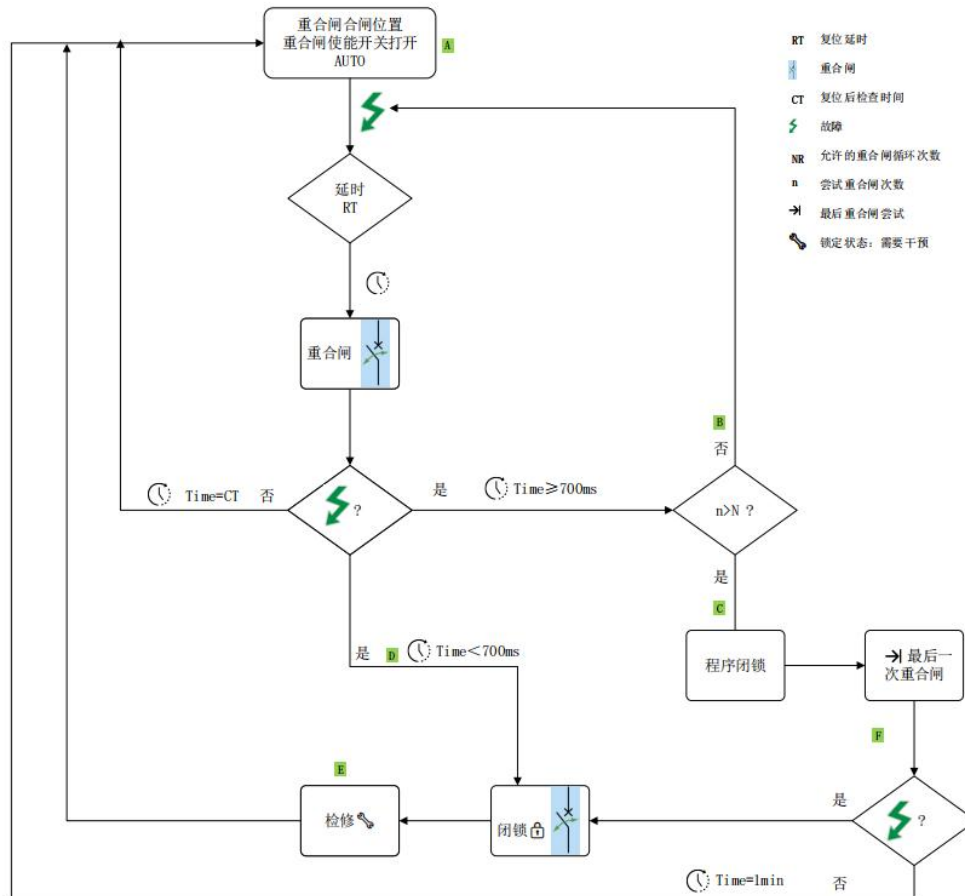 重合闸合闸位置
重合闸使能开关打开
AUTO
A
RT 复位延时
重合闸
CT 复位后检查时间
故障
NR 允许的重合闸循环次数
n 尝试重合闸次数
最后重合闸尝试
锁定状态：需要干预
延时
RT
重合闸
B
否
Time=CT 否
?
是 Time≥700ms
n>N ?
是
C
是 D Time<700ms
程序闭锁
最后一
次重合闸
F
E
检修
闭锁
是
?
Time=1min 否